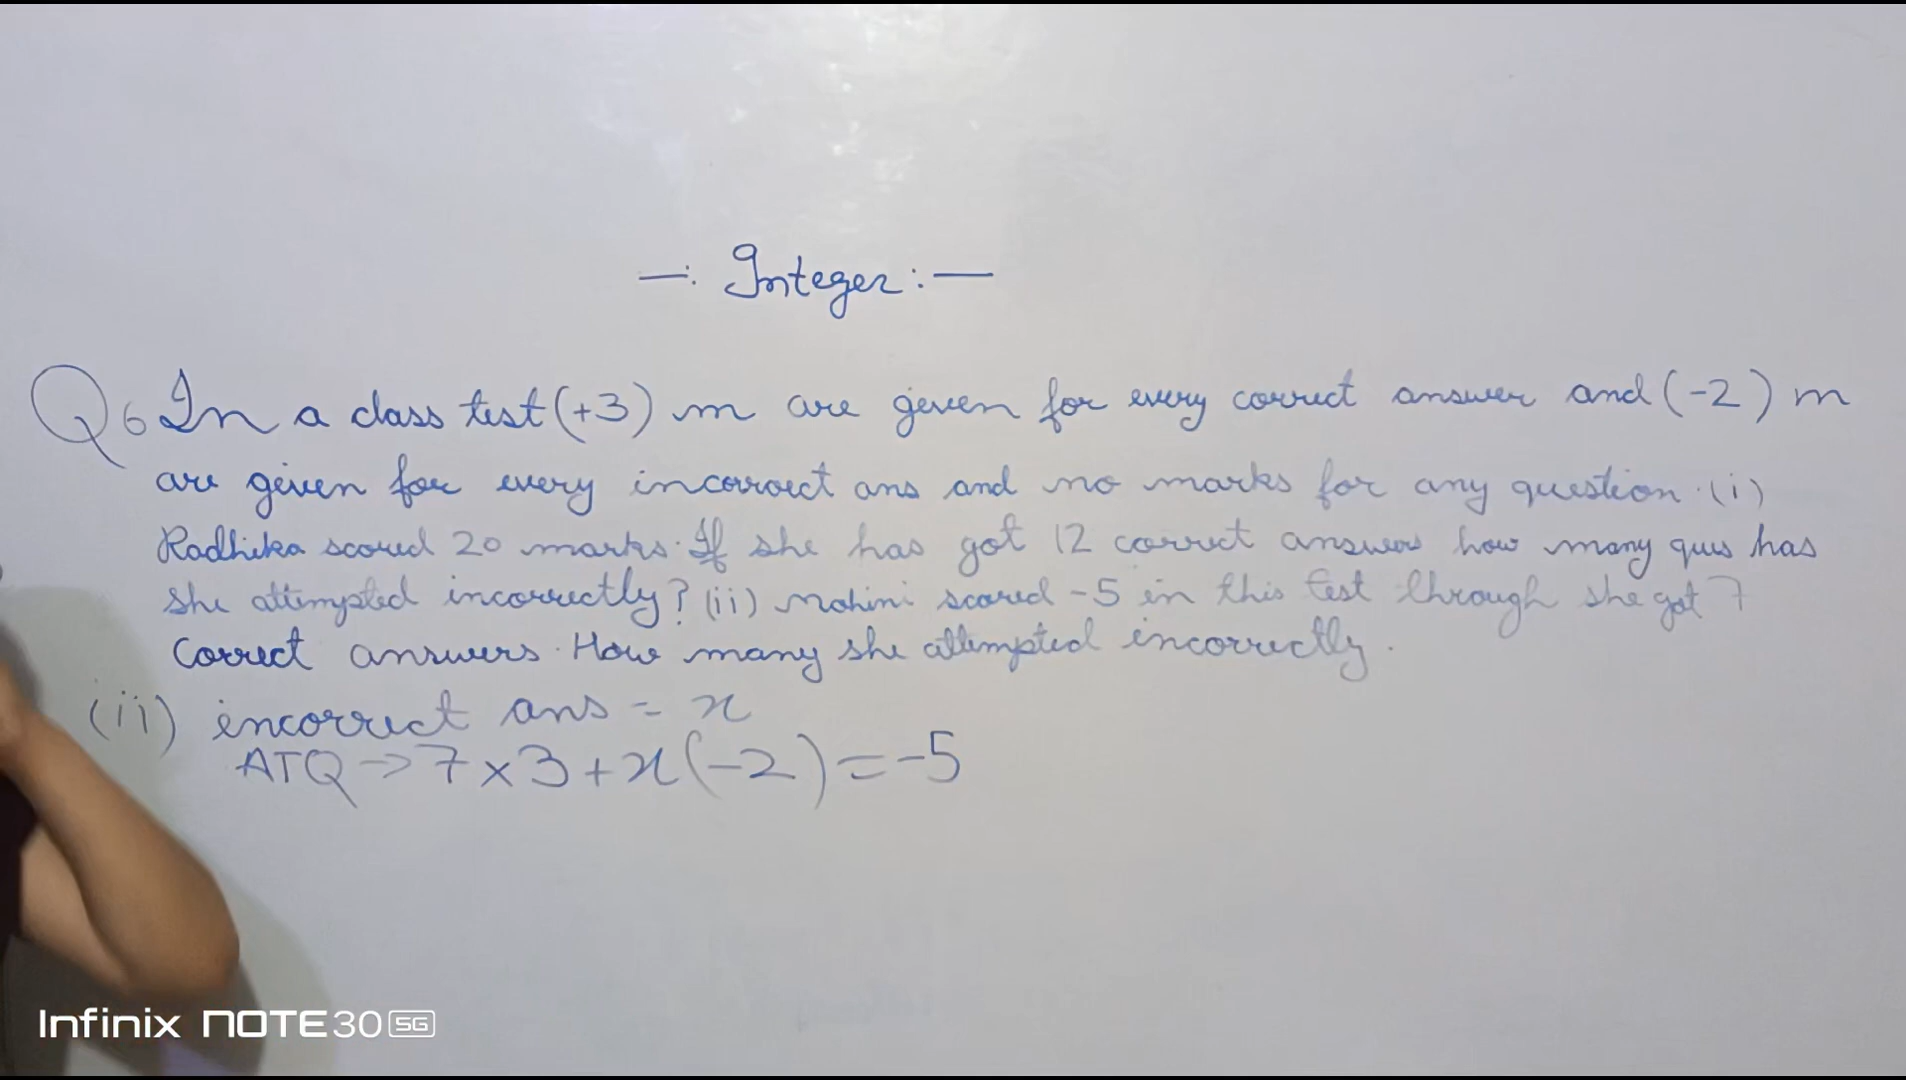 —: Integer:—
Q6 In a class test (+3) m are given for every correct answer and (-2) m
are given for every incorrect ans and no marks for any question. (i)
Radhika scored 20 marks. If she has got 12 correct answers how many ques has
she attempted incorrectly? (ii) Mohini scored -5 in this test through she got 7
correct answers. How many she attempted incorrectly.
(ii) incorrect ans = x
ATQ → 7 x 3 + x (-2) = -5
Infinix NOTE 30 5G